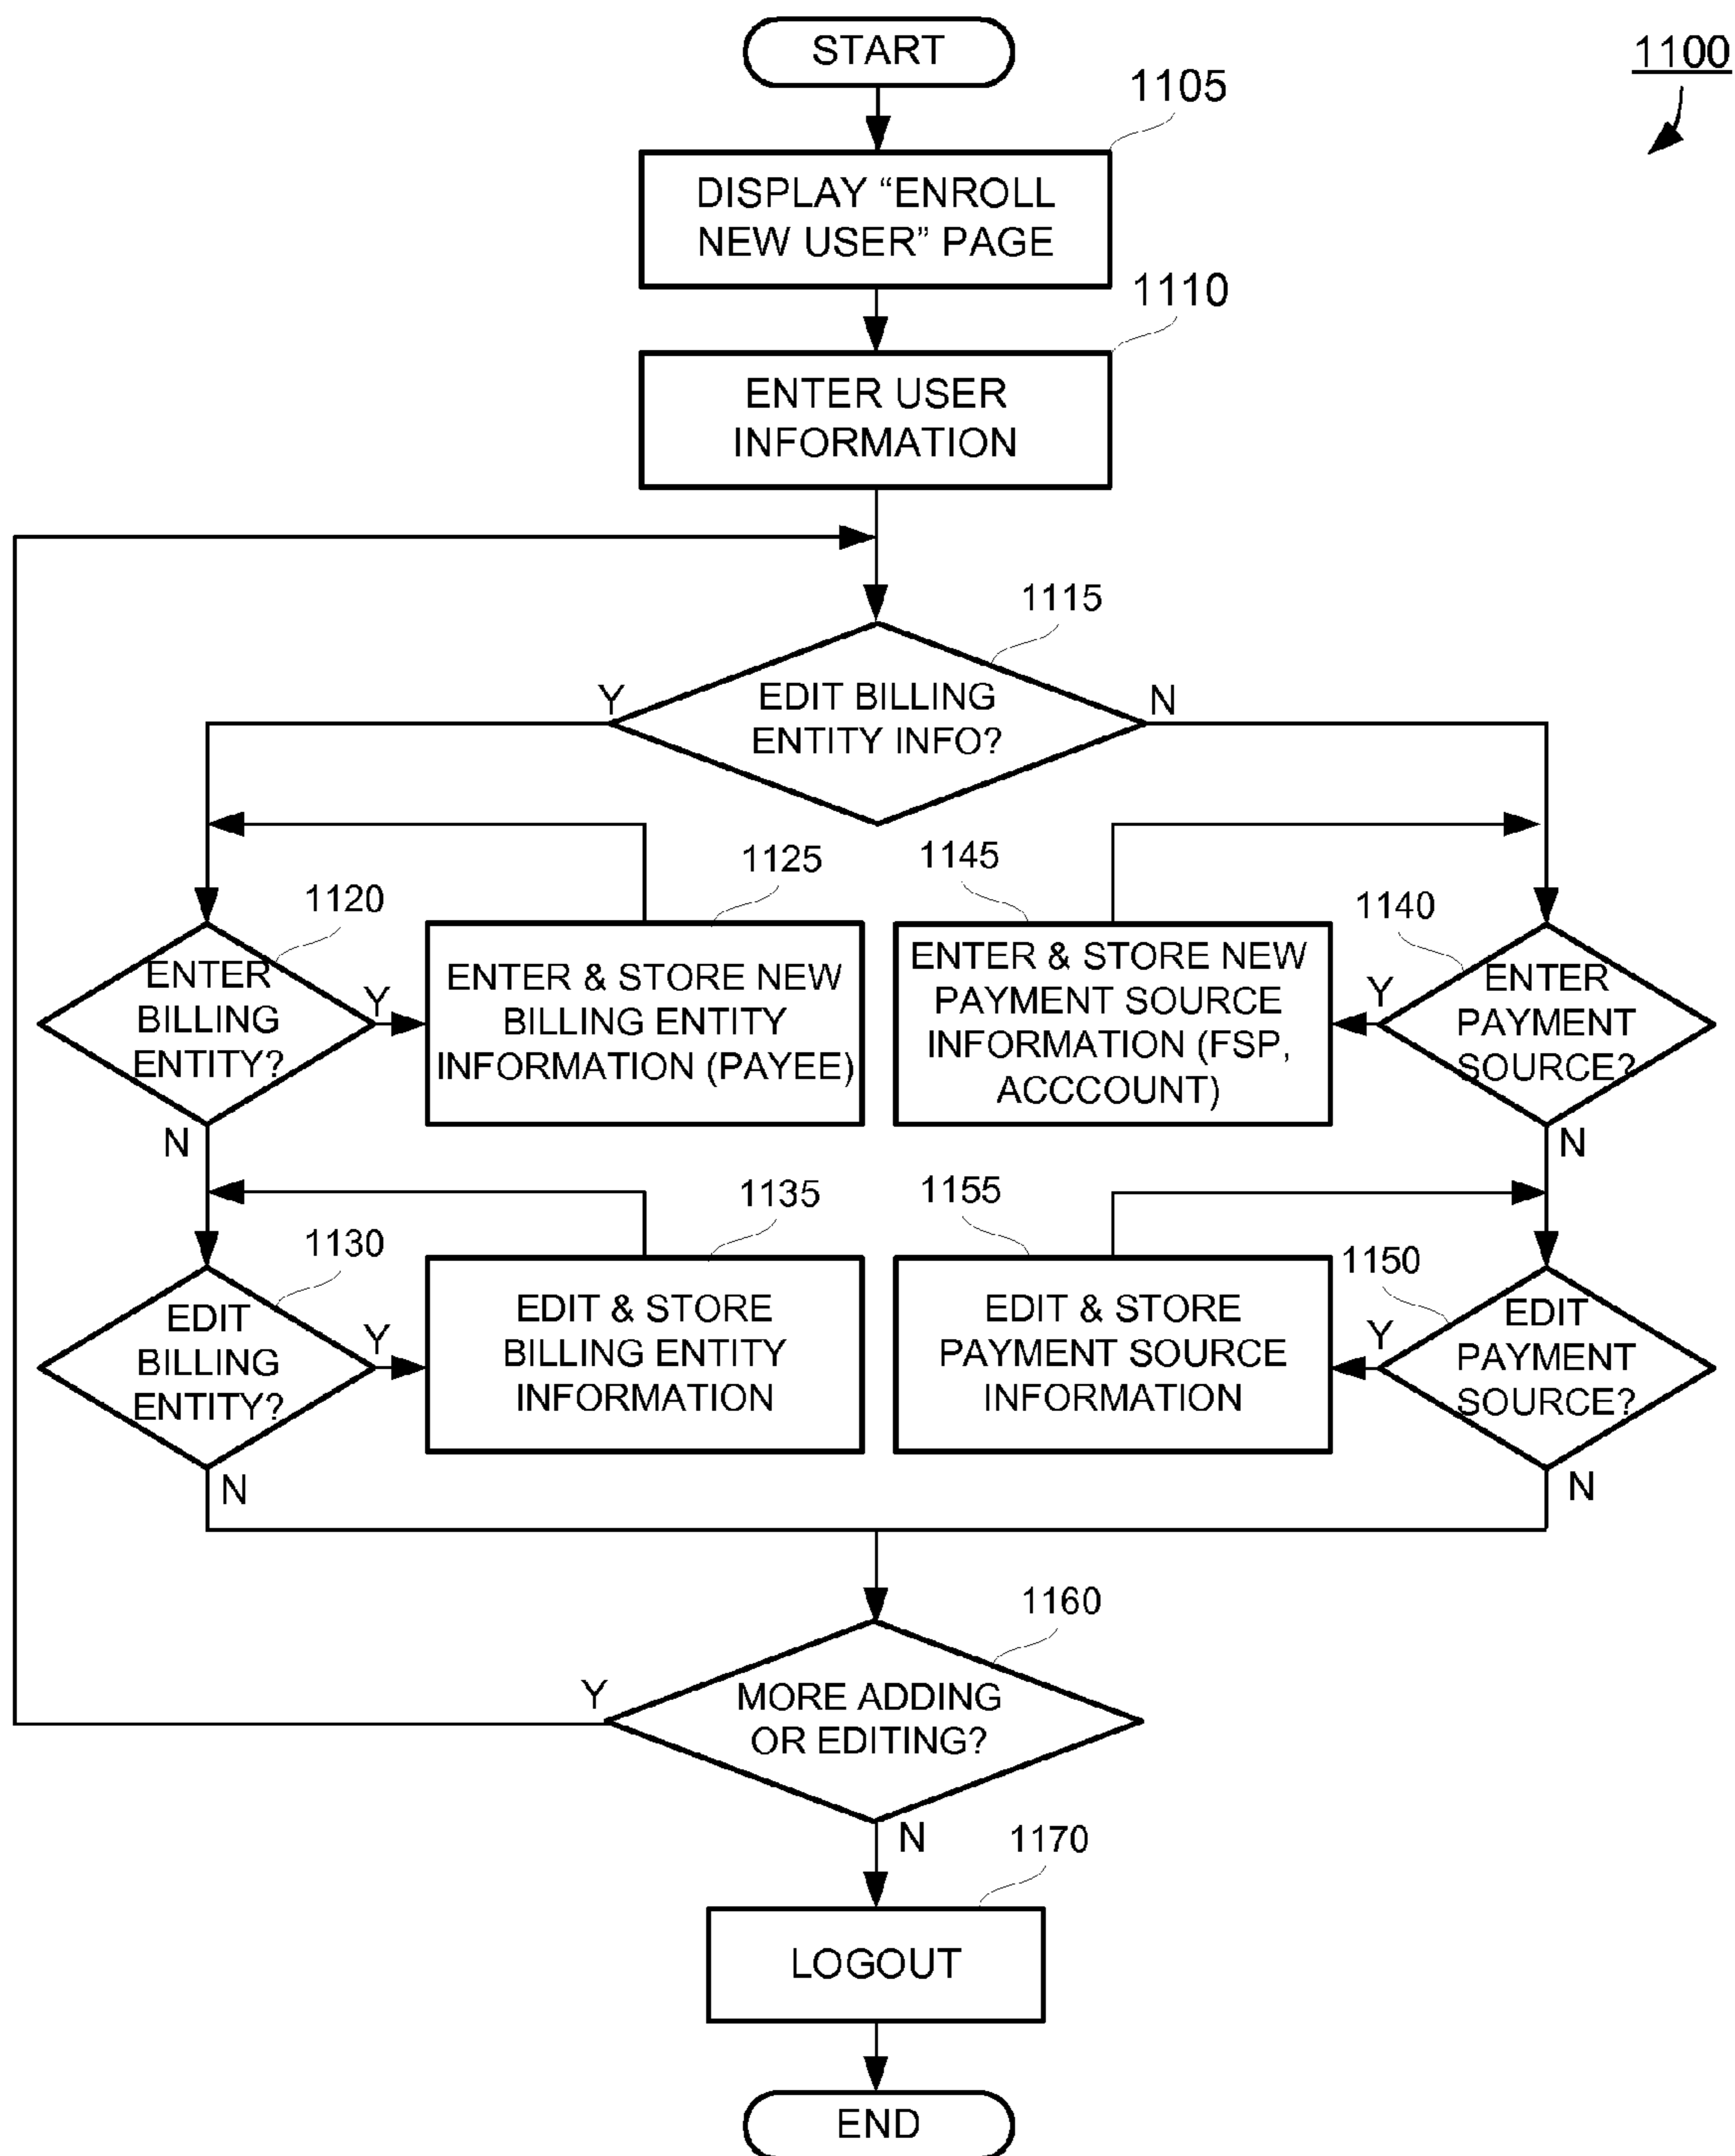 START
1100
1105
DISPLAY “ENROLL
NEW USER” PAGE
1110
ENTER USER
INFORMATION
1115
EDIT BILLING
ENTITY INFO?
Y
N
1120
ENTER
BILLING
ENTITY?
Y
N
1125
ENTER & STORE NEW
BILLING ENTITY
INFORMATION (PAYEE)
1145
ENTER & STORE NEW
PAYMENT SOURCE
INFORMATION (FSP,
ACCCOUNT)
1140
ENTER
PAYMENT
SOURCE?
Y
N
1130
EDIT
BILLING
ENTITY?
Y
N
1135
EDIT & STORE
BILLING ENTITY
INFORMATION
1155
EDIT & STORE
PAYMENT SOURCE
INFORMATION
1150
EDIT
PAYMENT
SOURCE?
Y
N
1160
MORE ADDING
OR EDITING?
Y
N
1170
LOGOUT
END